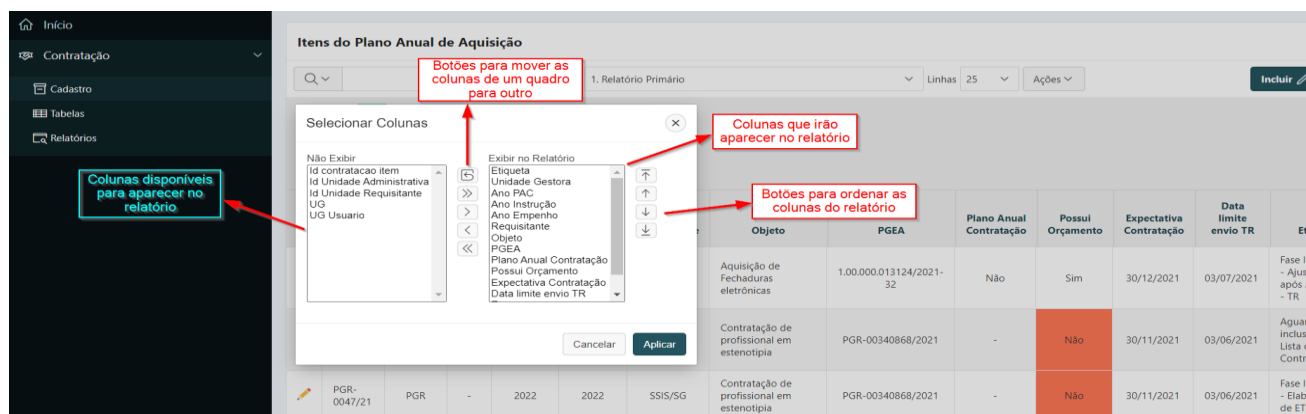 Início
Contratação
Cadastro
Tabelas
Relatórios
Itens do Plano Anual de Aquisição
1. Relatório Primário
Linhas 25
Ações
Incluir
Botões para mover as
colunas de um quadro
para outro
Selecionar Colunas
Colunas que irão
aparecer no relatório
Colunas disponíveis
para aparecer no
relatório
Botões para ordenar as
colunas do relatório
Não Exibir
Id contratacao item
Id Unidade Administrativa
Id Unidade Requisitante
UG
UG Usuario
Exibir no Relatório
Etiqueta
Unidade Gestora
Ano PAC
Ano Instrução
Ano Empenho
Requisitante
Objeto
PGEA
Plano Anual Contratação
Possui Orçamento
Expectativa Contratação
Data limite envio TR
Cancelar
Aplicar
Objeto
PGEA
Plano Anual
Contratação
Possui
Orçamento
Expectativa
Contratação
Data
limite
envio TR
Aquisição de
Fechaduras
eletrônicas
1.00.000.013124/2021-
32
Não
Sim
30/12/2021
03/07/2021
Fase I
- Ajus
após
- TR
Contratação de
profissional em
estenotipia
PGR-00340868/2021
-
Não
30/11/2021
03/06/2021
Aguar
inclus
Lista
Contr
PGR-
0047/21
PGR
-
2022
2022
SSIS/SG
Contratação de
profissional em
estenotipia
PGR-00340868/2021
-
Não
30/11/2021
03/06/2021
Fase I
- Elab
de ET